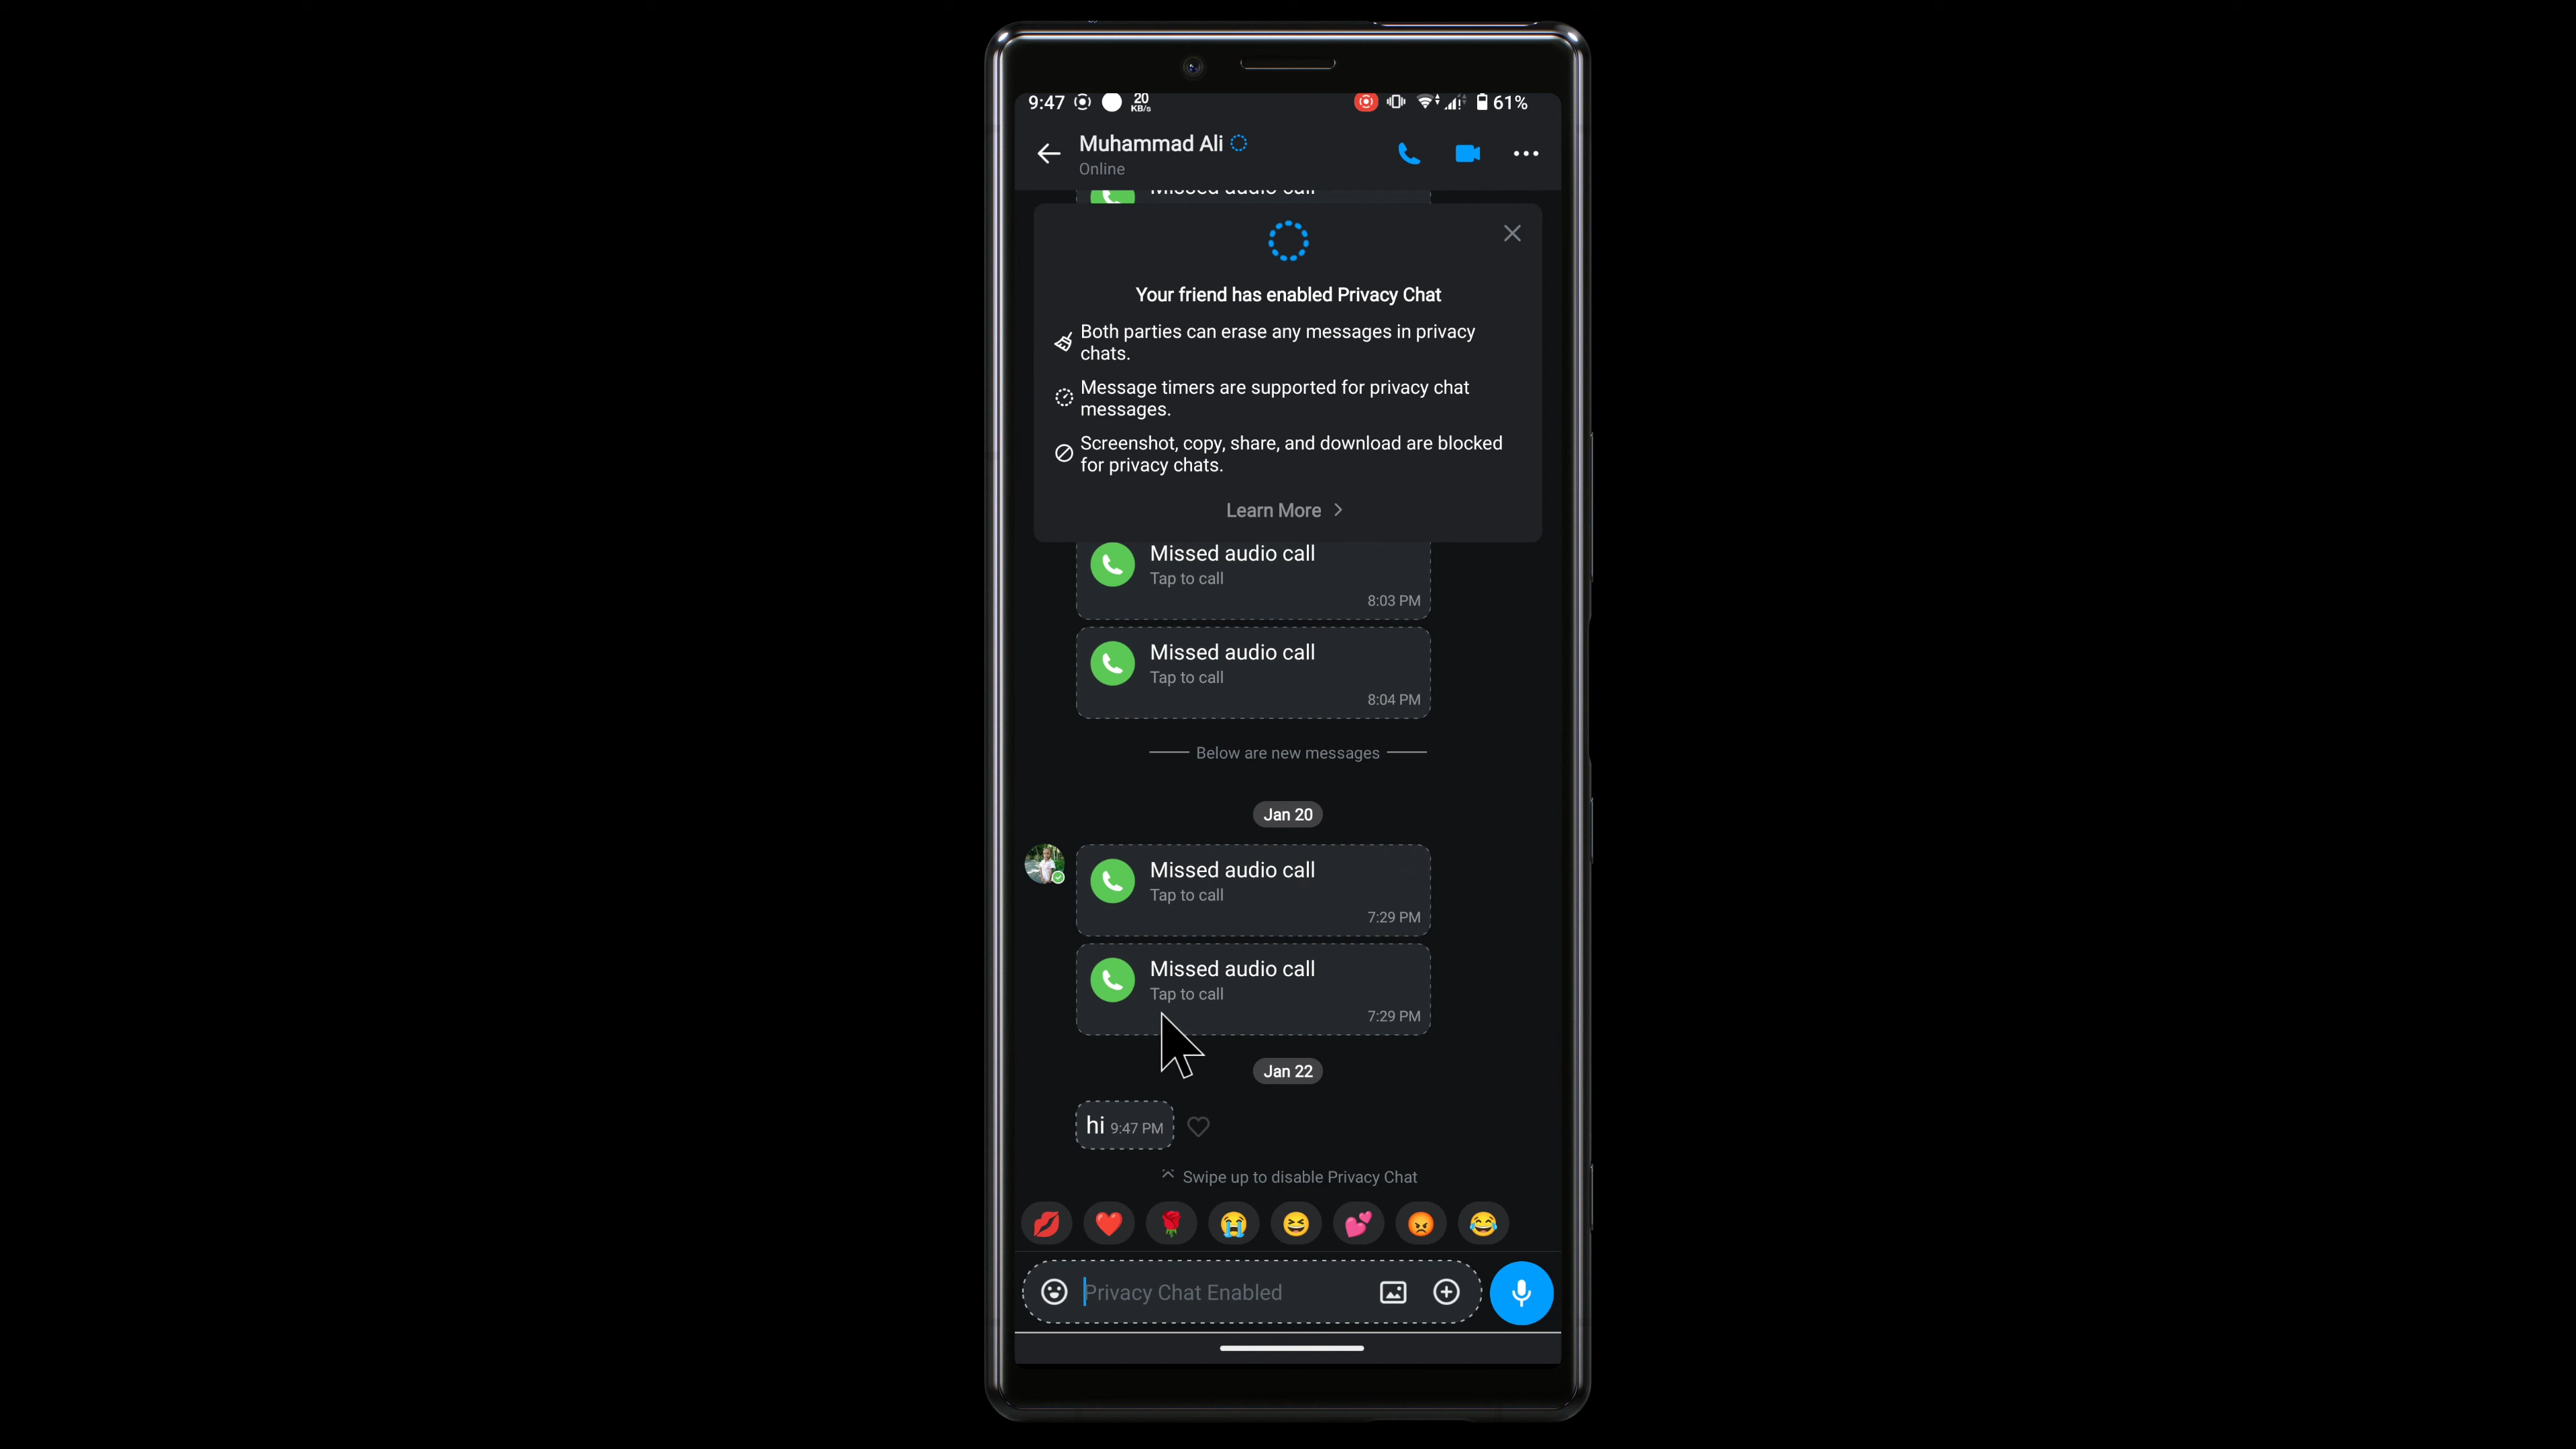 9:47 20 KB/s 61%
Muhammad Ali
Online
Missed audio call
Your friend has enabled Privacy Chat
Both parties can erase any messages in privacy
chats.
Message timers are supported for privacy chat
messages.
Screenshot, copy, share, and download are blocked
for privacy chats.
Learn More
Missed audio call
Tap to call
8:03 PM
Missed audio call
Tap to call
8:04 PM
Below are new messages
Jan 20
Missed audio call
Tap to call
7:29 PM
Missed audio call
Tap to call
7:29 PM
Jan 22
hi 9:47 PM
Swipe up to disable Privacy Chat
Privacy Chat Enabled